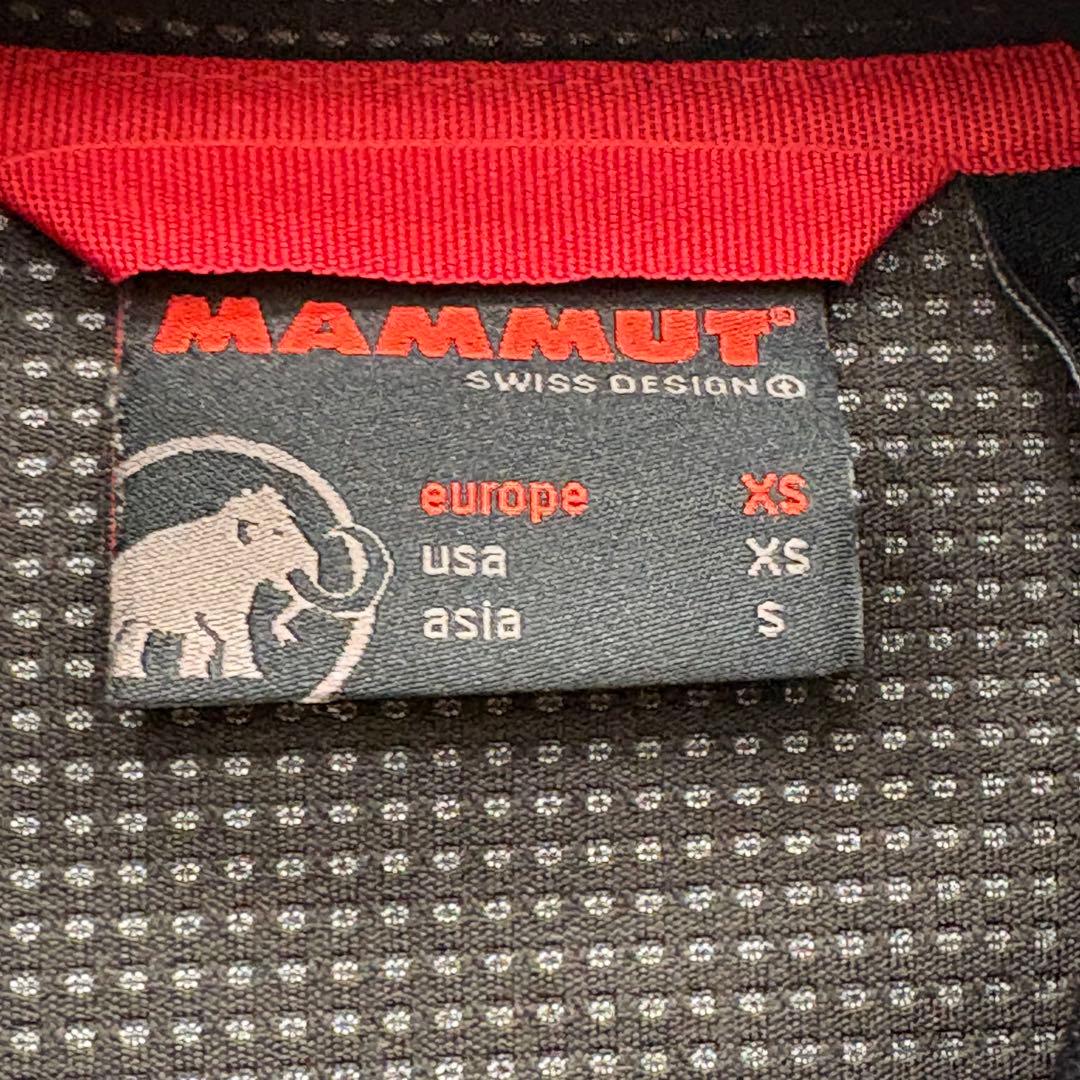 MAMMUT®
SWISS DESIGN
europe XS
usa XS
asia S